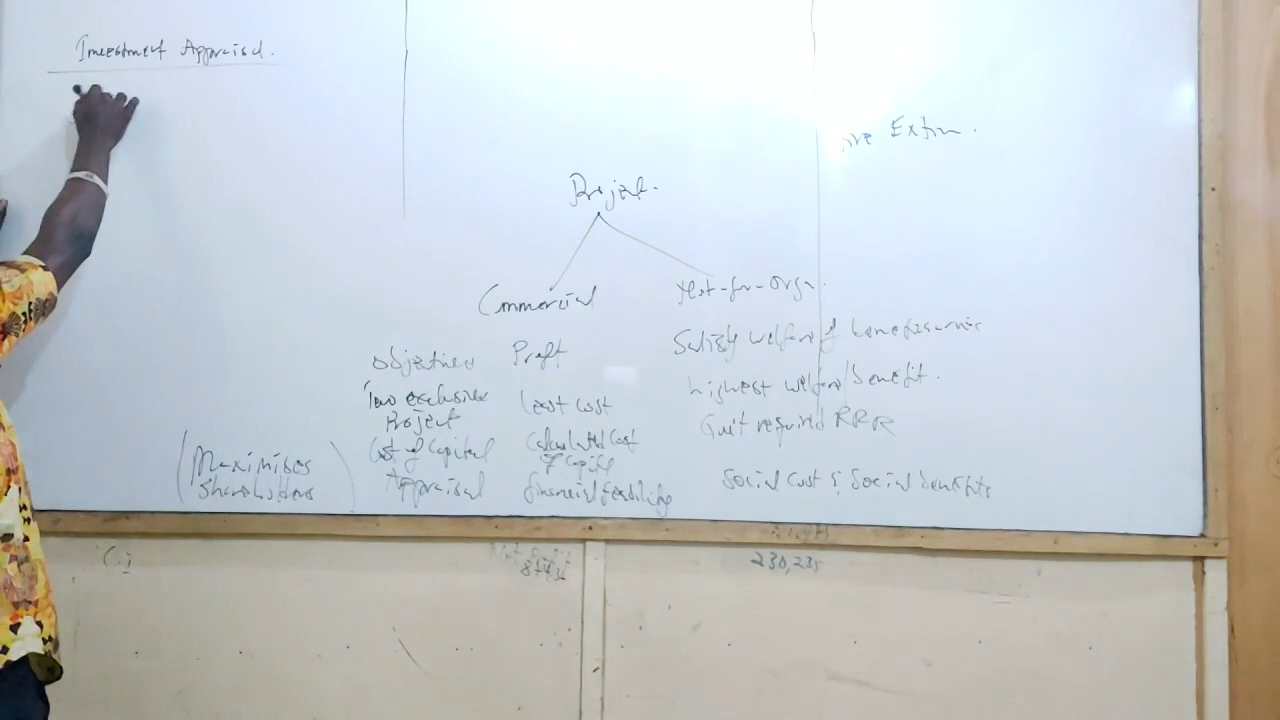 Investment Appraisal.
Extin.
Project.
Commercial
Not-for-Orgn.
Objectives Profit
Satisfy welfare of beneficiaries
Two exclusive Project
Least Cost
highest welfare/benefit.
Cost of Capital
Calculated Cost of Capital
Govt required RRR
Appraisal
financial feasibility
Social Cost & Social benefits
(Maximises Shareholders)
230,235